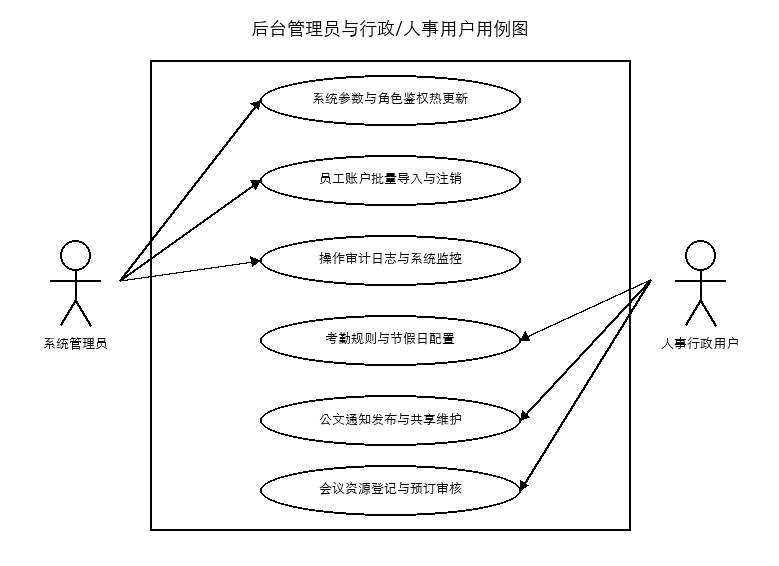 后台管理员与行政/人事用户用例图
系统参数与角色鉴权热更新
员工账户批量导入与注销
操作审计日志与系统监控
系统管理员
考勤规则与节假日配置
人事行政用户
公文通知发布与共享维护
会议资源登记与预订审核